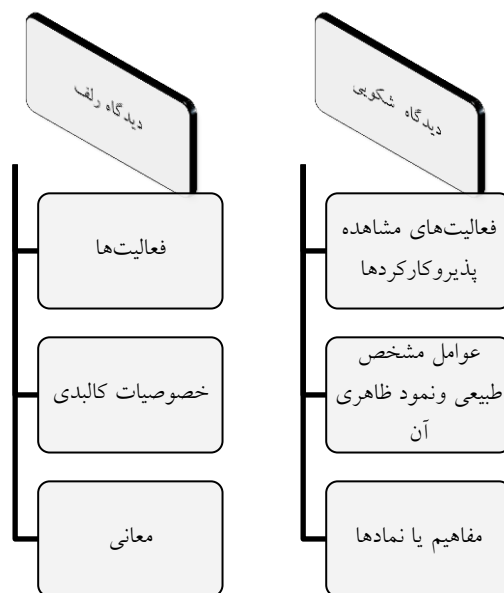 دیدگاه شکویی
فعالیت‌های مشاهده
پذیروکارکردها
عوامل مشخص
طبیعی ونمود ظاهری
آن
مفاهیم یا نمادها
دیدگاه رلف
فعالیت‌ها
خصوصیات کالبدی
معانی